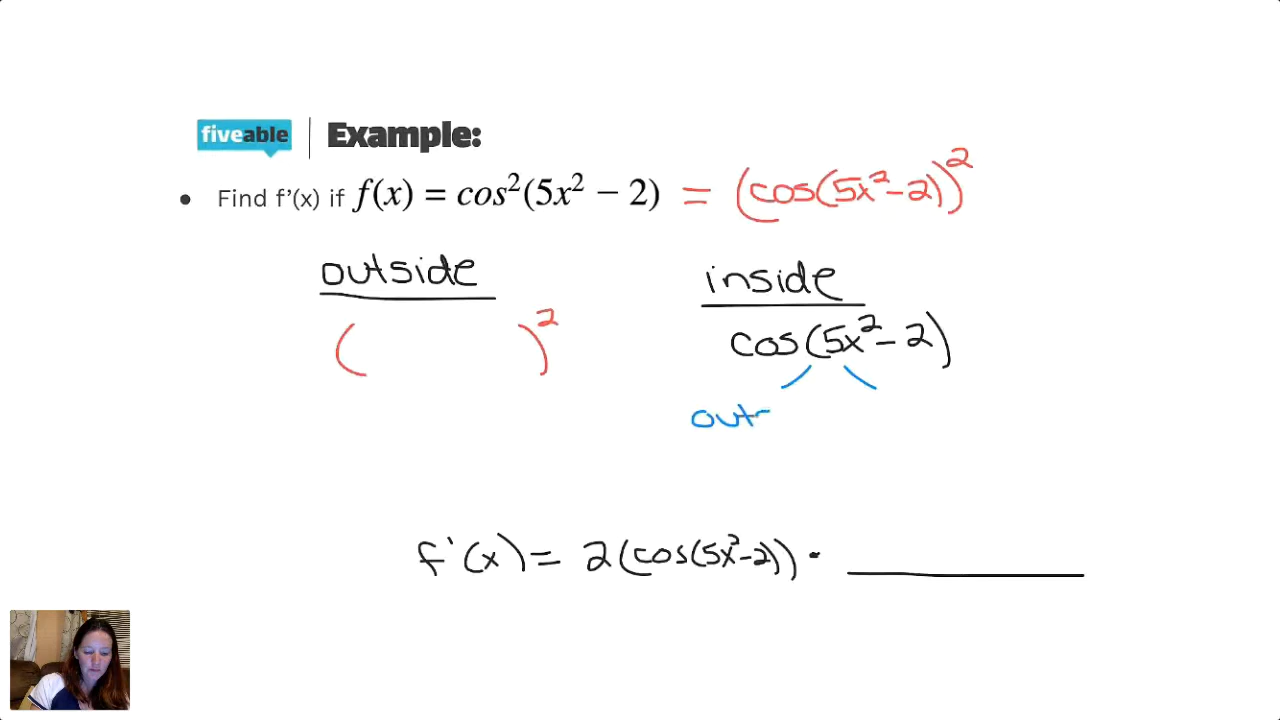 fiveable Example:
• Find f'(x) if f(x) = cos²(5x² − 2) = (cos(5x²-2))²
outside inside
( )² cos(5x²-2)
out
f'(x) = 2(cos(5x²-2)) · ________